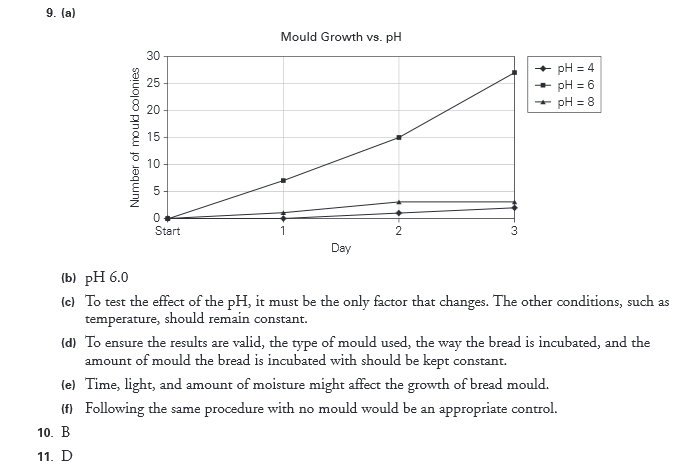 9. (a)
Mould Growth vs. pH
Number of mould colonies
30
25
20
15
10
5
0
Start 1 2 3
Day
pH = 4
pH = 6
pH = 8
(b) pH 6.0
(c) To test the effect of the pH, it must be the only factor that changes. The other conditions, such as
temperature, should remain constant.
(d) To ensure the results are valid, the type of mould used, the way the bread is incubated, and the
amount of mould the bread is incubated with should be kept constant.
(e) Time, light, and amount of moisture might affect the growth of bread mould.
(f) Following the same procedure with no mould would be an appropriate control.
10. B
11. D